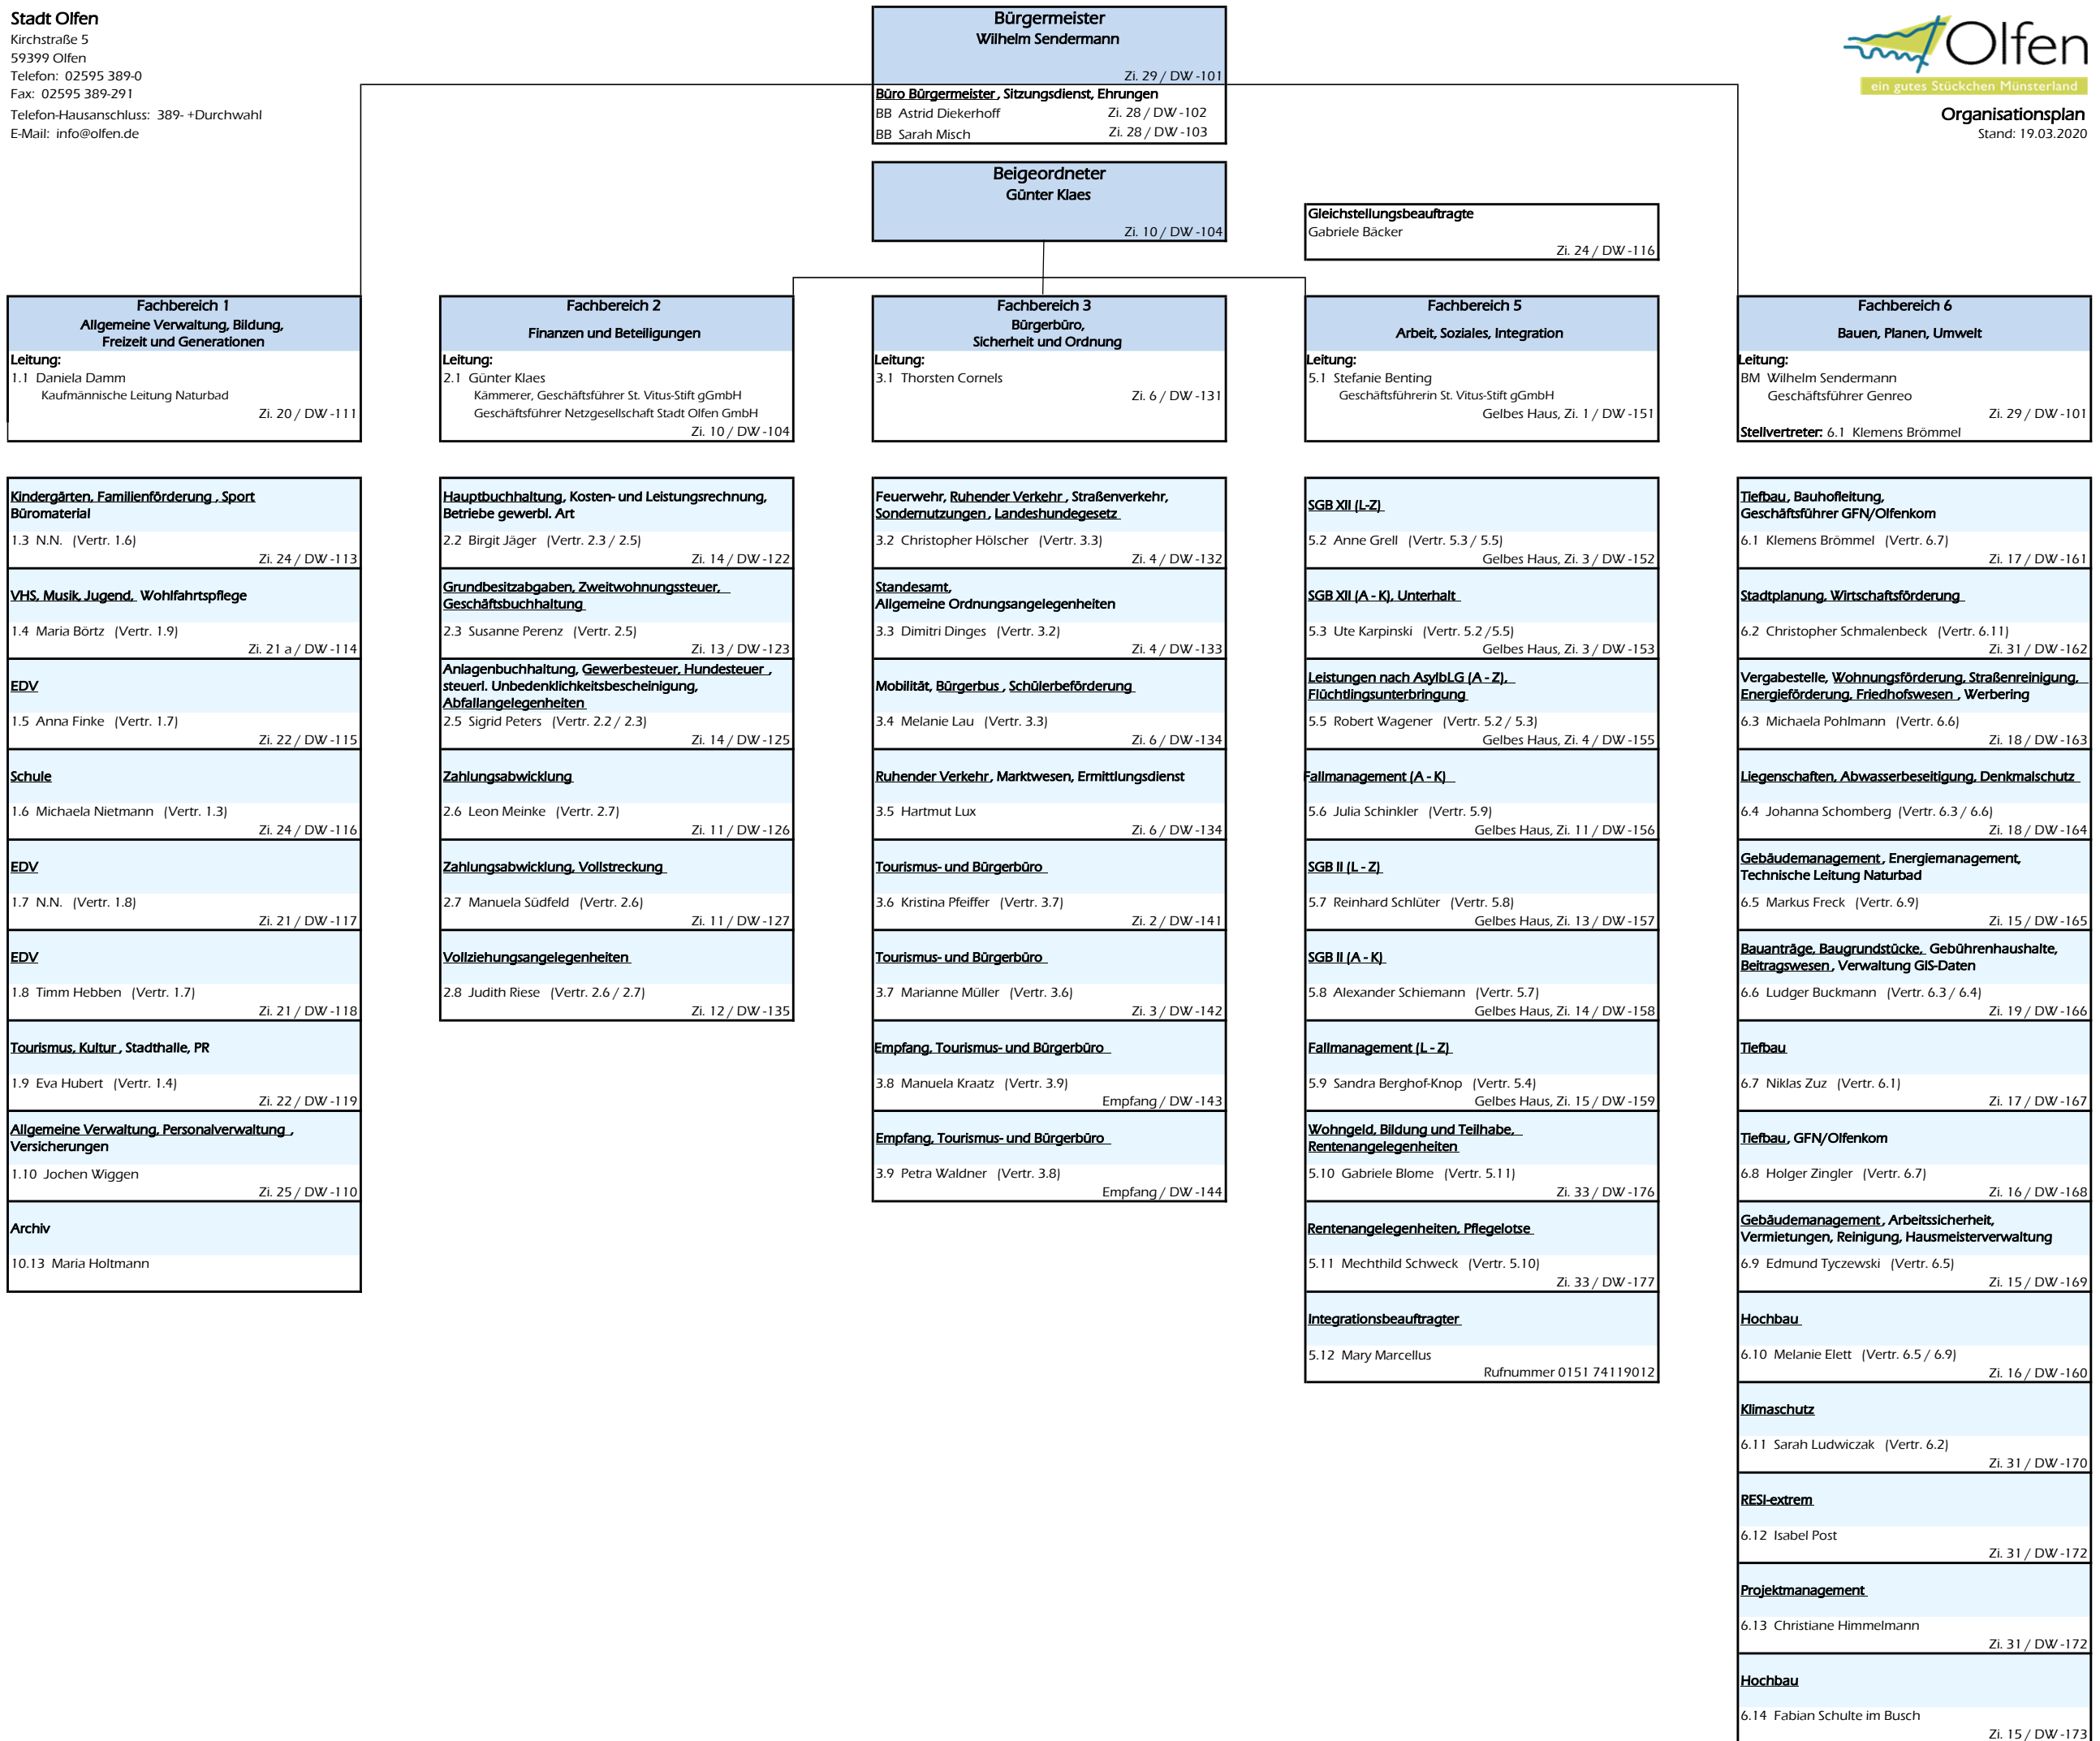 Stadt Olfen
Kirchstraße 5
59399 Olfen
Telefon: 02595 389-0
Fax: 02595 389-291
Telefon-Hausanschluss: 389- +Durchwahl
E-Mail: info@olfen.de
Bürgermeister
Wilhelm Sendermann
Zi. 29 / DW -101
Büro Bürgermeister, Sitzungsdienst, Ehrungen
BB Astrid Diekerhoff Zi. 28 / DW -102
BB Sarah Misch Zi. 28 / DW -103
Olfen
ein gutes Stückchen Münsterland
Organisationsplan
Stand: 19.03.2020
Beigeordneter
Günter Klaes
Zi. 10 / DW -104
Gleichstellungsbeauftragte
Gabriele Bäcker
Zi. 24 / DW -116
Fachbereich 1
Allgemeine Verwaltung, Bildung,
Freizeit und Generationen
Leitung:
1.1 Daniela Damm
Kaufmännische Leitung Naturbad
Zi. 20 / DW -111
Kindergärten, Familienförderung, Sport
Büromaterial
1.3 N.N. (Vertr. 1.6)
Zi. 24 / DW -113
VHS, Musik, Jugend, Wohlfahrtspflege
1.4 Maria Börtz (Vertr. 1.9)
Zi. 21 a / DW -114
EDV
1.5 Anna Finke (Vertr. 1.7)
Zi. 22 / DW -115
Schule
1.6 Michaela Nietmann (Vertr. 1.3)
Zi. 24 / DW -116
EDV
1.7 N.N. (Vertr. 1.8)
Zi. 21 / DW -117
EDV
1.8 Timm Hebben (Vertr. 1.7)
Zi. 21 / DW -118
Tourismus, Kultur, Stadthalle, PR
1.9 Eva Hubert (Vertr. 1.4)
Zi. 22 / DW -119
Allgemeine Verwaltung, Personalverwaltung,
Versicherungen
1.10 Jochen Wiggen
Zi. 25 / DW -110
Archiv
10.13 Maria Holtmann
Fachbereich 2
Finanzen und Beteiligungen
Leitung:
2.1 Günter Klaes
Kämmerer, Geschäftsführer St. Vitus-Stift gGmbH
Geschäftsführer Netzgesellschaft Stadt Olfen GmbH
Zi. 10 / DW -104
Hauptbuchhaltung, Kosten- und Leistungsrechnung,
Betriebe gewerbl. Art
2.2 Birgit Jäger (Vertr. 2.3 / 2.5)
Zi. 14 / DW -122
Grundbesitzabgaben, Zweitwohnungssteuer,
Geschäftsbuchhaltung
2.3 Susanne Perenz (Vertr. 2.5)
Zi. 13 / DW -123
Anlagenbuchhaltung, Gewerbesteuer, Hundesteuer,
steuerl. Unbedenklichkeitsbescheinigung,
Abfallangelegenheiten
2.5 Sigrid Peters (Vertr. 2.2 / 2.3)
Zi. 14 / DW -125
Zahlungsabwicklung
2.6 Leon Meinke (Vertr. 2.7)
Zi. 11 / DW -126
Zahlungsabwicklung, Vollstreckung
2.7 Manuela Südfeld (Vertr. 2.6)
Zi. 11 / DW -127
Vollziehungsangelegenheiten
2.8 Judith Riese (Vertr. 2.6 / 2.7)
Zi. 12 / DW -135
Fachbereich 3
Bürgerbüro,
Sicherheit und Ordnung
Leitung:
3.1 Thorsten Cornels
Zi. 6 / DW -131
Feuerwehr, Ruhender Verkehr, Straßenverkehr,
Sondernutzungen, Landeshundegesetz
3.2 Christopher Hölscher (Vertr. 3.3)
Zi. 4 / DW -132
Standesamt,
Allgemeine Ordnungsangelegenheiten
3.3 Dimitri Dinges (Vertr. 3.2)
Zi. 4 / DW -133
Mobilität, Bürgerbus, Schülerbeförderung
3.4 Melanie Lau (Vertr. 3.3)
Zi. 6 / DW -134
Ruhender Verkehr, Marktwesen, Ermittlungsdienst
3.5 Hartmut Lux
Zi. 6 / DW -134
Tourismus- und Bürgerbüro
3.6 Kristina Pfeiffer (Vertr. 3.7)
Zi. 2 / DW -141
Tourismus- und Bürgerbüro
3.7 Marianne Müller (Vertr. 3.6)
Zi. 3 / DW -142
Empfang, Tourismus- und Bürgerbüro
3.8 Manuela Kraatz (Vertr. 3.9)
Empfang / DW -143
Empfang, Tourismus- und Bürgerbüro
3.9 Petra Waldner (Vertr. 3.8)
Empfang / DW -144
Fachbereich 5
Arbeit, Soziales, Integration
Leitung:
5.1 Stefanie Benting
Geschäftsführerin St. Vitus-Stift gGmbH
Gelbes Haus, Zi. 1 / DW -151
SGB XII (L-Z)
5.2 Anne Grell (Vertr. 5.3 / 5.5)
Gelbes Haus, Zi. 3 / DW -152
SGB XII (A - K), Unterhalt
5.3 Ute Karpinski (Vertr. 5.2 /5.5)
Gelbes Haus, Zi. 3 / DW -153
Leistungen nach AsylbLG (A - Z),
Flüchtlingsunterbringung
5.5 Robert Wagener (Vertr. 5.2 / 5.3)
Gelbes Haus, Zi. 4 / DW -155
Fallmanagement (A - K)
5.6 Julia Schinkler (Vertr. 5.9)
Gelbes Haus, Zi. 11 / DW -156
SGB II (L - Z)
5.7 Reinhard Schlüter (Vertr. 5.8)
Gelbes Haus, Zi. 13 / DW -157
SGB II (A - K)
5.8 Alexander Schiemann (Vertr. 5.7)
Gelbes Haus, Zi. 14 / DW -158
Fallmanagement (L - Z)
5.9 Sandra Berghof-Knop (Vertr. 5.4)
Gelbes Haus, Zi. 15 / DW -159
Wohngeld, Bildung und Teilhabe,
Rentenangelegenheiten
5.10 Gabriele Blome (Vertr. 5.11)
Zi. 33 / DW -176
Rentenangelegenheiten, Pflegelotse
5.11 Mechthild Schweck (Vertr. 5.10)
Zi. 33 / DW -177
Integrationsbeauftragter
5.12 Mary Marcellus
Rufnummer 0151 74119012
Fachbereich 6
Bauen, Planen, Umwelt
Leitung:
BM Wilhelm Sendermann
Geschäftsführer Genreo
Zi. 29 / DW -101
Stellvertreter: 6.1 Klemens Brömmel
Tiefbau, Bauhofleitung,
Geschäftsführer GFN/Olfenkom
6.1 Klemens Brömmel (Vertr. 6.7)
Zi. 17 / DW -161
Stadtplanung, Wirtschaftsförderung
6.2 Christopher Schmalenbeck (Vertr. 6.11)
Zi. 31 / DW -162
Vergabestelle, Wohnungsförderung, Straßenreinigung,
Energieförderung, Friedhofswesen, Werbering
6.3 Michaela Pohlmann (Vertr. 6.6)
Zi. 18 / DW -163
Liegenschaften, Abwasserbeseitigung, Denkmalschutz
6.4 Johanna Schomberg (Vertr. 6.3 / 6.6)
Zi. 18 / DW -164
Gebäudemanagement, Energiemanagement,
Technische Leitung Naturbad
6.5 Markus Freck (Vertr. 6.9)
Zi. 15 / DW -165
Bauanträge, Baugrundstücke, Gebührenhaushalte,
Beitragswesen, Verwaltung GIS-Daten
6.6 Ludger Buckmann (Vertr. 6.3 / 6.4)
Zi. 19 / DW -166
Tiefbau
6.7 Niklas Zuz (Vertr. 6.1)
Zi. 17 / DW -167
Tiefbau, GFN/Olfenkom
6.8 Holger Zingler (Vertr. 6.7)
Zi. 16 / DW -168
Gebäudemanagement, Arbeitssicherheit,
Vermietungen, Reinigung, Hausmeisterverwaltung
6.9 Edmund Tyczewski (Vertr. 6.5)
Zi. 15 / DW -169
Hochbau
6.10 Melanie Elett (Vertr. 6.5 / 6.9)
Zi. 16 / DW -160
Klimaschutz
6.11 Sarah Ludwiczak (Vertr. 6.2)
Zi. 31 / DW -170
RESI-extrem
6.12 Isabel Post
Zi. 31 / DW -172
Projektmanagement
6.13 Christiane Himmelmann
Zi. 31 / DW -172
Hochbau
6.14 Fabian Schulte im Busch
Zi. 15 / DW -173